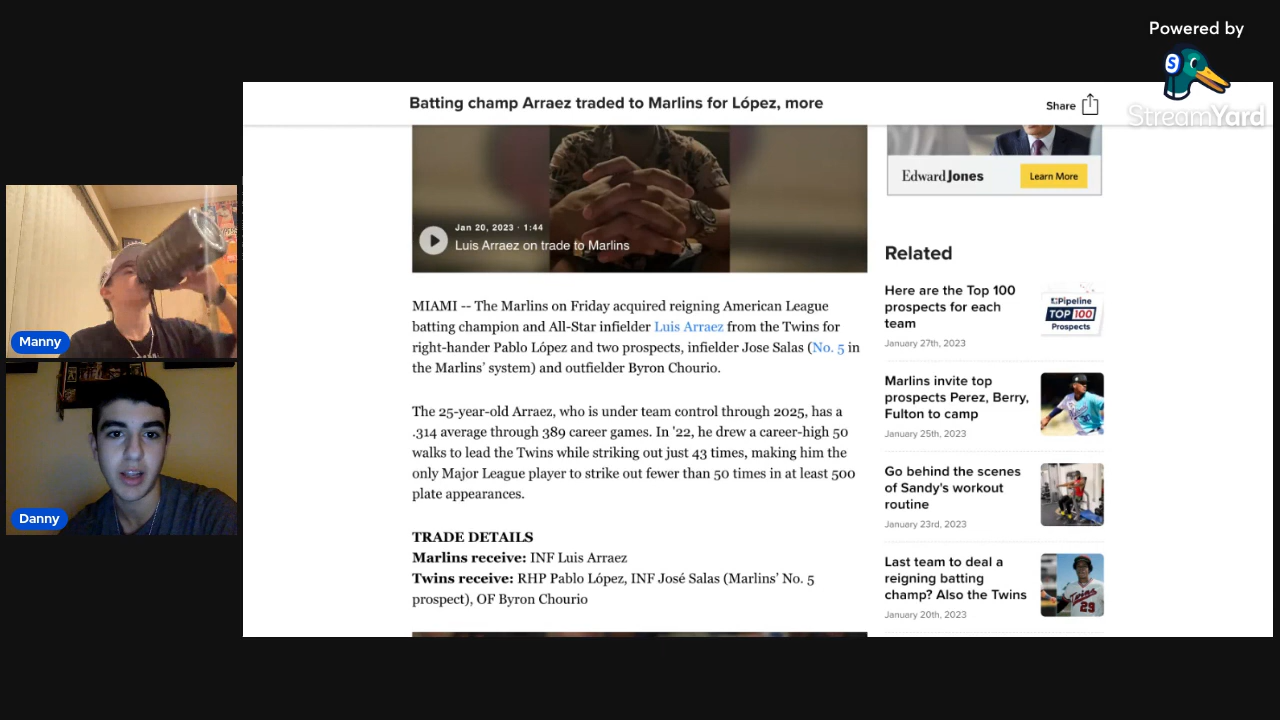 Powered by
StreamYard
Batting champ Arraez traded to Marlins for López, more
Share
Jan 20, 2023 · 1:44
Luis Arraez on trade to Marlins
MIAMI -- The Marlins on Friday acquired reigning American League
batting champion and All-Star infielder Luis Arraez from the Twins for
right-hander Pablo López and two prospects, infielder Jose Salas (No. 5 in
the Marlins’ system) and outfielder Byron Chourio.
The 25-year-old Arraez, who is under team control through 2025, has a
.314 average through 389 career games. In '22, he drew a career-high 50
walks to lead the Twins while striking out just 43 times, making him the
only Major League player to strike out fewer than 50 times in at least 500
plate appearances.
TRADE DETAILS
Marlins receive: INF Luis Arraez
Twins receive: RHP Pablo López, INF José Salas (Marlins’ No. 5
prospect), OF Byron Chourio
Edward Jones
Learn More
Related
Here are the Top 100
prospects for each
team
January 27th, 2023
Pipeline
TOP 100
Prospects
Marlins invite top
prospects Perez, Berry,
Fulton to camp
January 25th, 2023
Go behind the scenes
of Sandy's workout
routine
January 23rd, 2023
Last team to deal a
reigning batting
champ? Also the Twins
January 20th, 2023
Twins
29
Manny
Danny
S